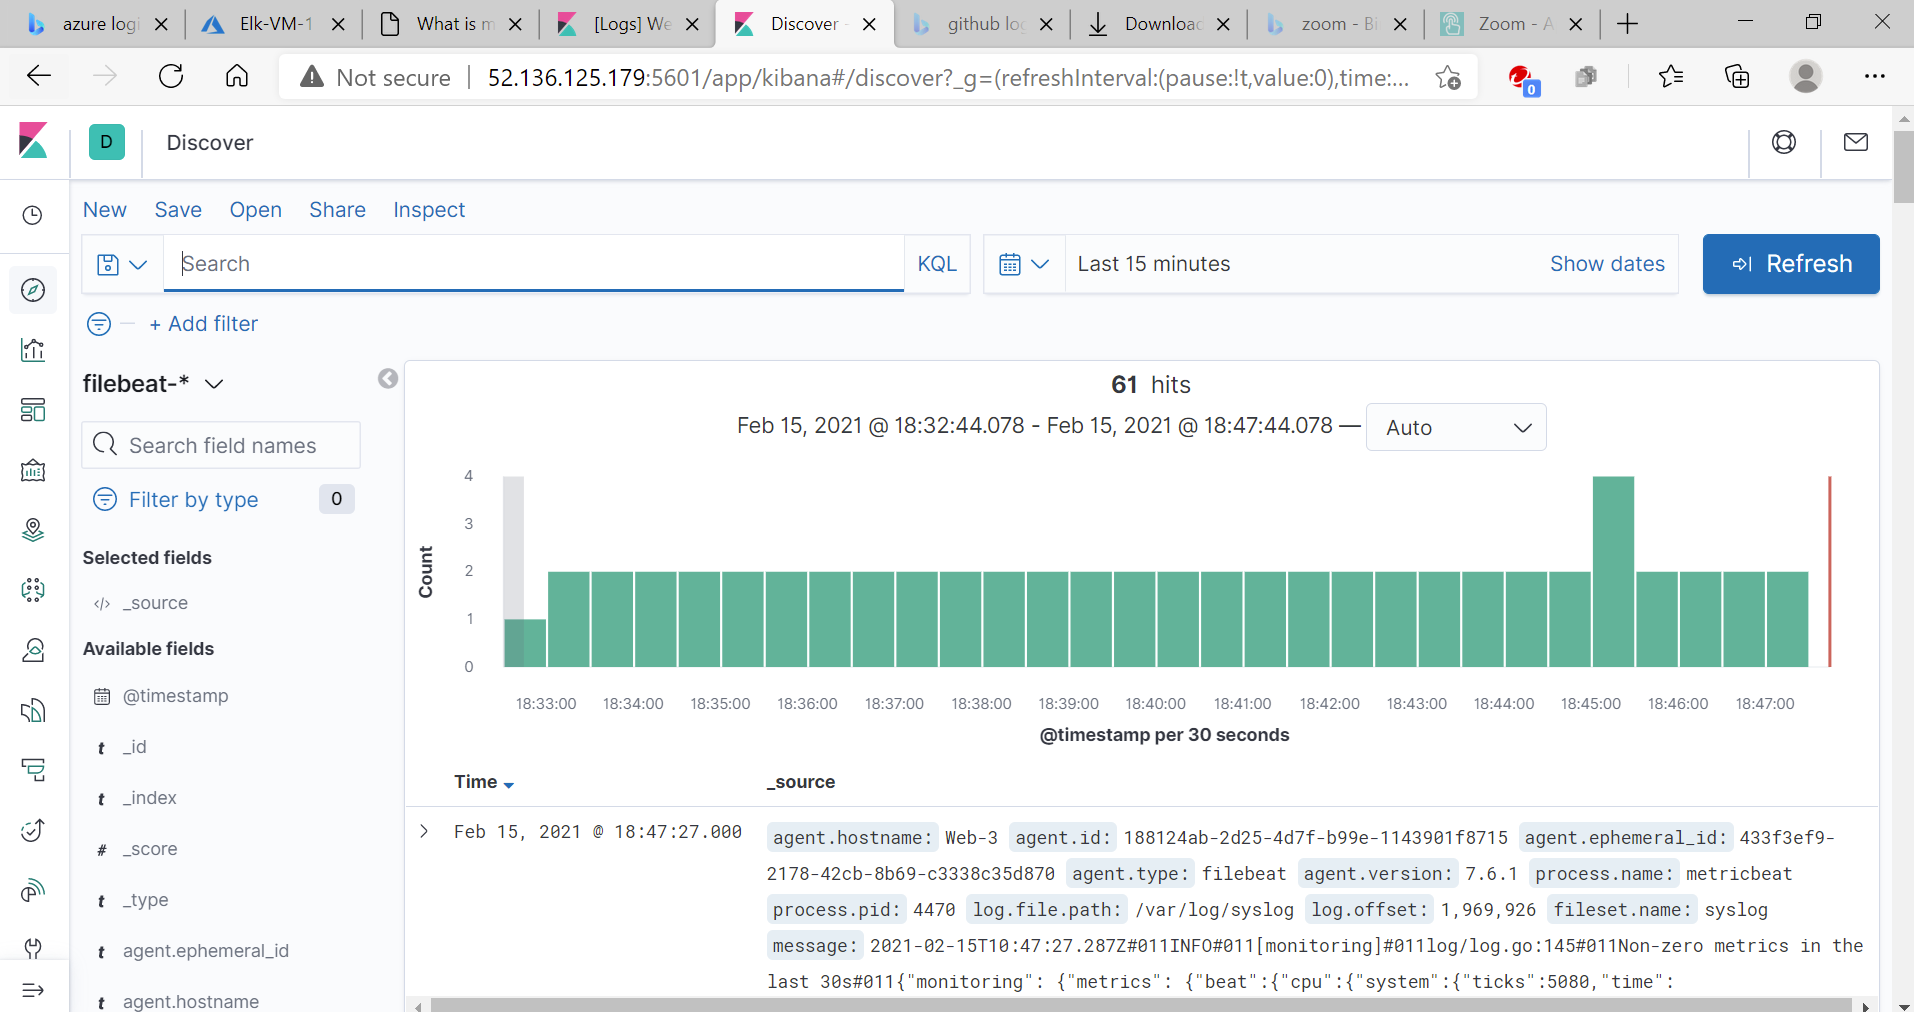 azure logi
Elk-VM-1
What is m
[Logs] We
Discover -
github log
Downloac
zoom - Bi
Zoom - A
Not secure
52.136.125.179:5601/app/kibana#/discover?_g=(refreshInterval:(pause:!t,value:0),time:...
0
D
Discover
New Save Open Share Inspect
Search
KQL
Last 15 minutes
Show dates
Refresh
+ Add filter
filebeat-*
Search field names
Filter by type
0
Selected fields
_source
Available fields
@timestamp
t _id
t _index
# _score
t _type
t agent.ephemeral_id
t agent.hostname
61 hits
Feb 15, 2021 @ 18:32:44.078 - Feb 15, 2021 @ 18:47:44.078 —
Auto
Count
4
3
2
1
0
18:33:00 18:34:00 18:35:00 18:36:00 18:37:00 18:38:00 18:39:00 18:40:00 18:41:00 18:42:00 18:43:00 18:44:00 18:45:00 18:46:00 18:47:00
@timestamp per 30 seconds
Time _source
Feb 15, 2021 @ 18:47:27.000
agent.hostname: Web-3 agent.id: 188124ab-2d25-4d7f-b99e-1143901f8715 agent.ephemeral_id: 433f3ef9-
2178-42cb-8b69-c3338c35d870 agent.type: filebeat agent.version: 7.6.1 process.name: metricbeat
process.pid: 4470 log.file.path: /var/log/syslog log.offset: 1,969,926 fileset.name: syslog
message: 2021-02-15T10:47:27.287Z#011INFO#011[monitoring]#011log/log.go:145#011Non-zero metrics in the
last 30s#011{"monitoring": {"metrics": {"beat":{"cpu":{"system":{"ticks":5080,"time":